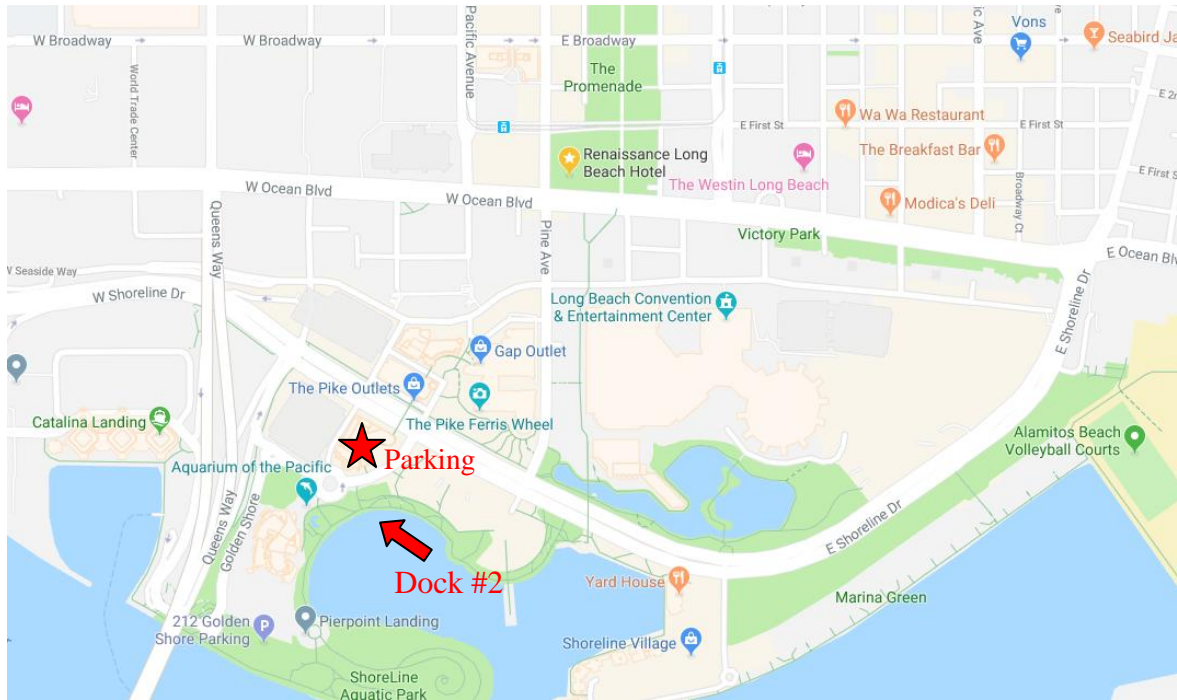 W Broadway
W Broadway
Pacific Avenue
E Broadway
Pacific Ave
Vons
Seabird Ja
World Trade Center
The
Promenade
E 2n
Wa Wa Restaurant
E First St
E First St
The Breakfast Bar
Renaissance Long
Beach Hotel
The Westin Long Beach
E First S
Broadway Ct
W Ocean Blvd
W Ocean Blvd
Modica's Deli
Queens Way
Pine Ave
Victory Park
E Ocean Blv
W Seaside Way
W Shoreline Dr
Long Beach Convention
& Entertainment Center
E Shoreline Dr
Gap Outlet
The Pike Outlets
Catalina Landing
The Pike Ferris Wheel
Alamitos Beach
Volleyball Courts
Parking
Aquarium of the Pacific
Queens Way
Golden Shore
E Shoreline Dr
Dock #2
Yard House
Marina Green
212 Golden
Shore Parking
Pierpoint Landing
Shoreline Village
ShoreLine
Aquatic Park